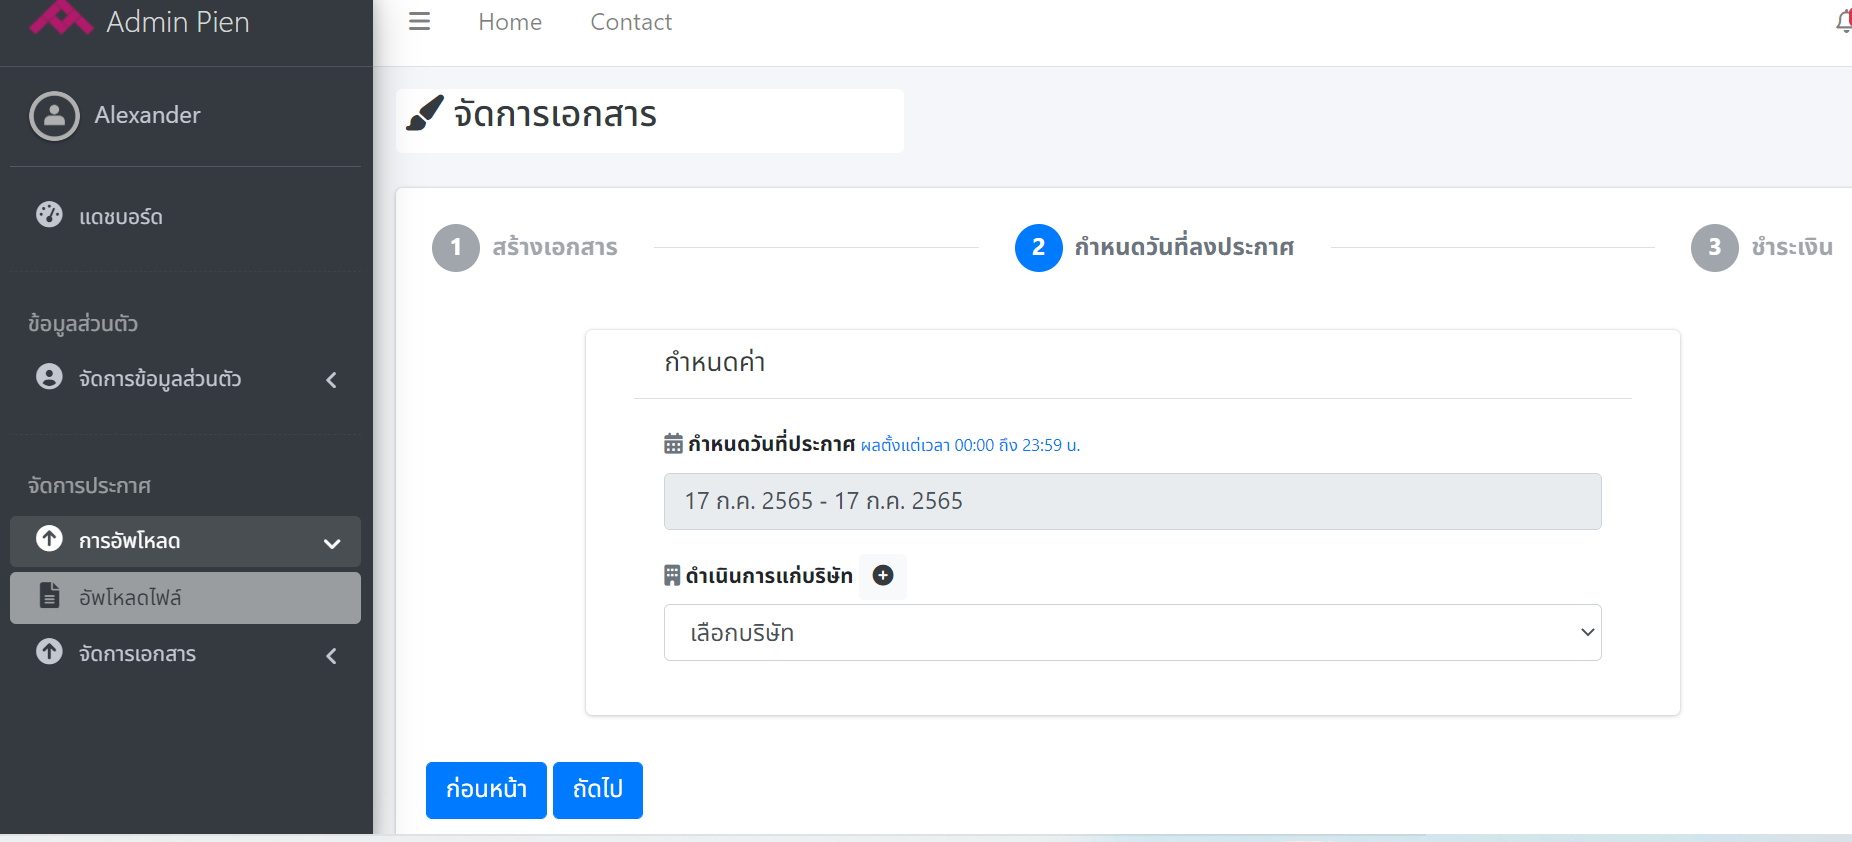 Admin Pien
Home
Contact
Alexander
จัดการเอกสาร
แดชบอร์ด
1 สร้างเอกสาร
2 กำหนดวันที่ลงประกาศ
3 ชำระเงิน
ข้อมูลส่วนตัว
จัดการข้อมูลส่วนตัว
จัดการประกาศ
การอัพโหลด
อัพโหลดไฟล์
จัดการเอกสาร
กำหนดค่า
กำหนดวันที่ประกาศ ผลตั้งแต่เวลา 00:00 ถึง 23:59 น.
17 ก.ค. 2565 - 17 ก.ค. 2565
ดำเนินการแก่บริษัท
เลือกบริษัท
ก่อนหน้า
ถัดไป